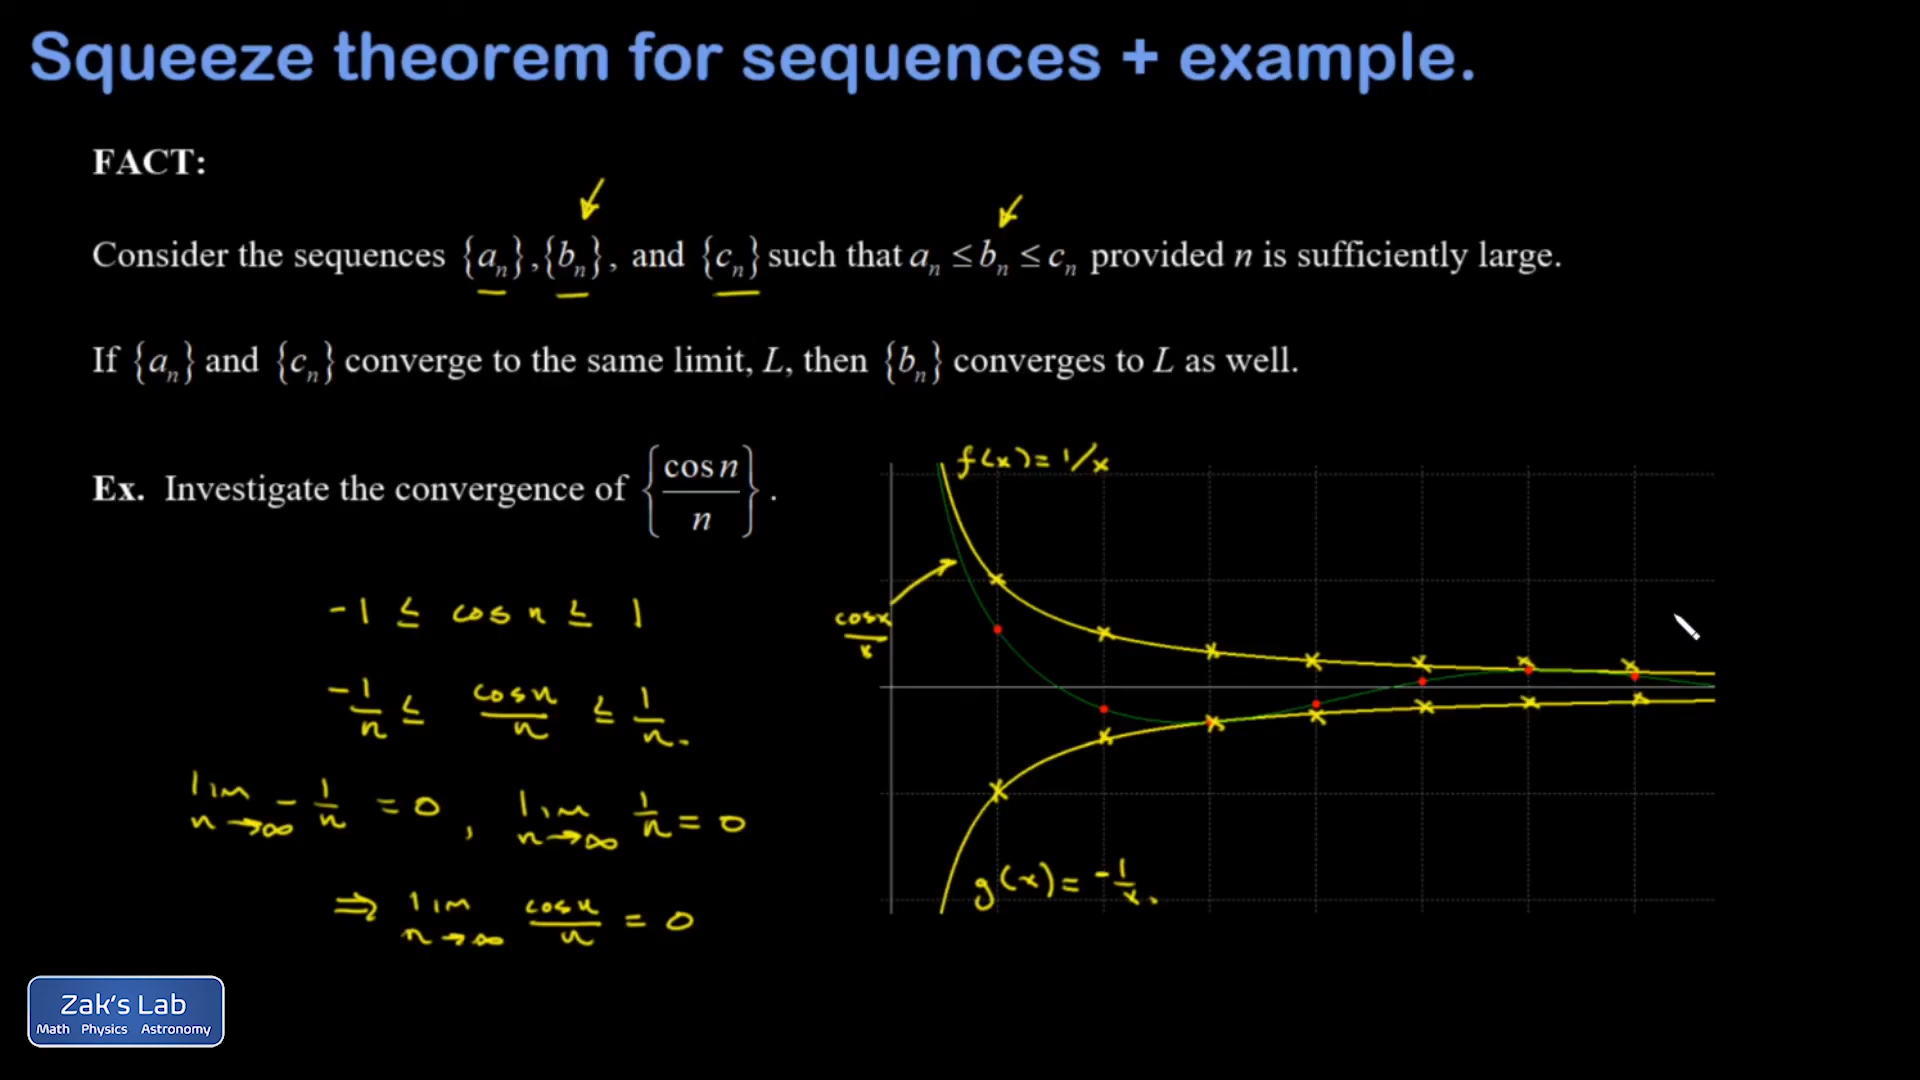 Squeeze theorem for sequences + example.
FACT:
Consider the sequences {aₙ},{bₙ}, and {cₙ} such that aₙ ≤ bₙ ≤ cₙ provided n is sufficiently large.
If {aₙ} and {cₙ} converge to the same limit, L, then {bₙ} converges to L as well.
Ex. Investigate the convergence of {cos n / n}.
-1 ≤ cos n ≤ 1
-1/n ≤ cos n / n ≤ 1/n.
lim n→∞ -1/n = 0, lim n→∞ 1/n = 0
⇒ lim n→∞ cos n / n = 0
f(x) = 1/x
cos x / x
g(x) = -1/x.
Zak's Lab
Math Physics Astronomy